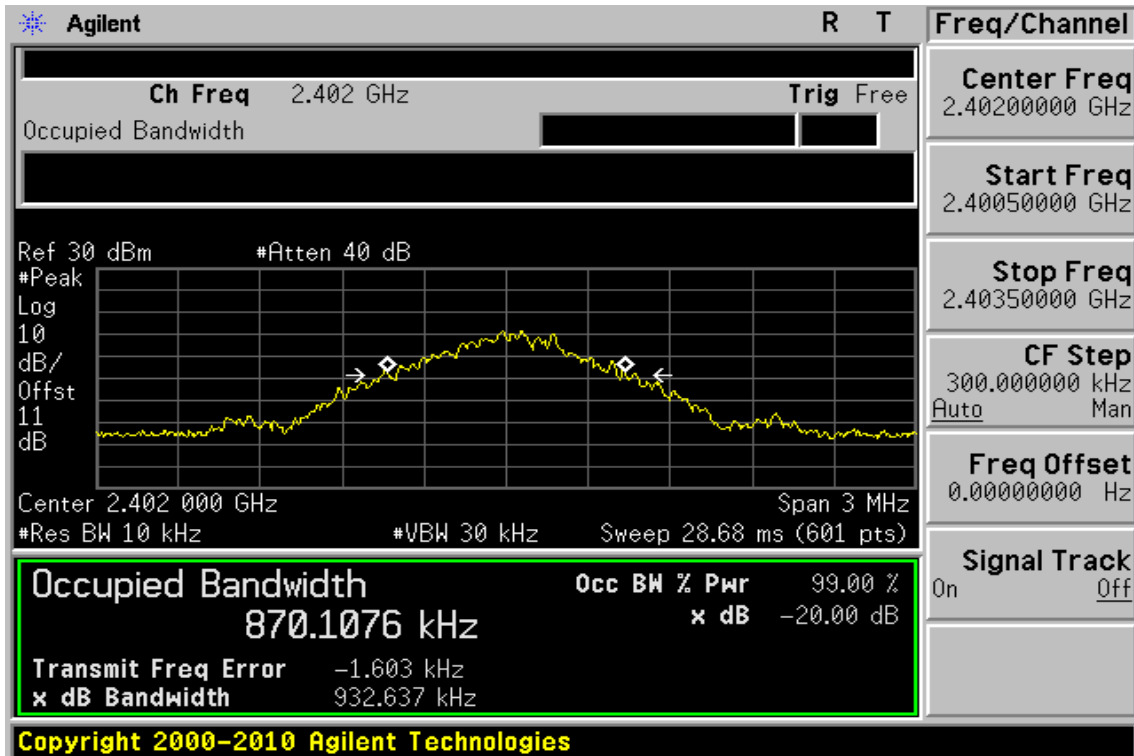 Agilent R T
Freq/Channel
Ch Freq 2.402 GHz Trig Free
Occupied Bandwidth
Center Freq
2.40200000 GHz
Start Freq
2.40050000 GHz
Stop Freq
2.40350000 GHz
CF Step
300.000000 kHz
Auto Man
Freq Offset
0.00000000 Hz
Signal Track
On Off
Ref 30 dBm #Atten 40 dB
#Peak
Log
10
dB/
Offst
11
dB
Center 2.402 000 GHz Span 3 MHz
#Res BW 10 kHz #VBW 30 kHz Sweep 28.68 ms (601 pts)
Occupied Bandwidth Occ BW % Pwr 99.00 %
870.1076 kHz x dB -20.00 dB
Transmit Freq Error -1.603 kHz
x dB Bandwidth 932.637 kHz
Copyright 2000-2010 Agilent Technologies